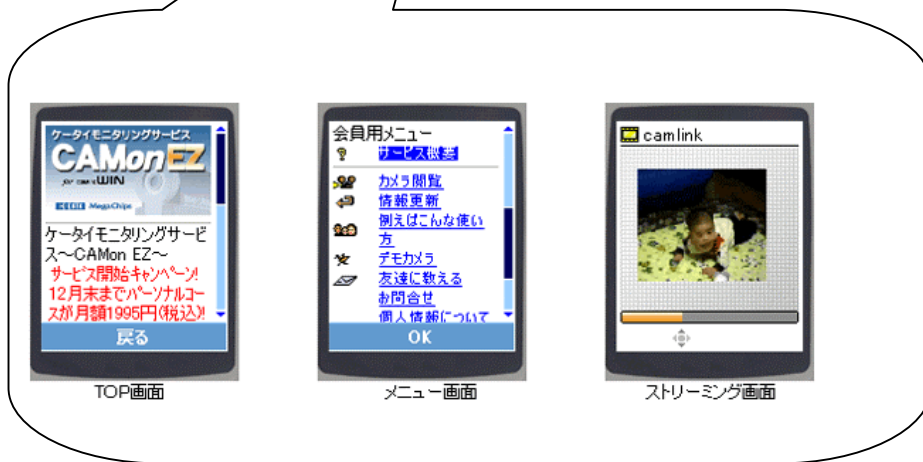 ケータイモニタリングサービス
CAMon EZ
for WIN
MegaChips
ケータイモニタリングサービ
ス～CAMon EZ～
サービス開始キャンペーン!
12月末までパーソナルコー
スが月額1995円(税込)!
戻る
TOP画面
会員用メニュー
サービス概要
カメラ閲覧
情報更新
例えばこんな使い
方
デモカメラ
友達に教える
お問合せ
個人情報について
OK
メニュー画面
camlink
ストリーミング画面